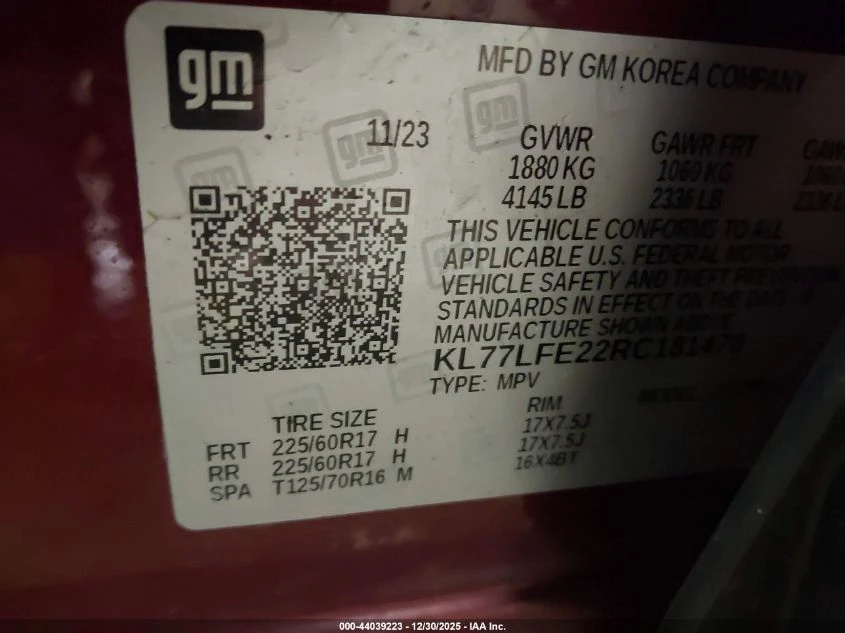 gm
MFD BY GM KOREA COMPANY
11/23
GVWR GAWR FRT
1880 KG 1060 KG
4145 LB 2336 LB
THIS VEHICLE CONFORMS TO ALL
APPLICABLE U.S. FEDERAL MOTOR
VEHICLE SAFETY AND THEFT PREVENTION
STANDARDS IN EFFECT ON THE DATE OF
MANUFACTURE SHOWN ABOVE
KL77LFE22RC181470
TYPE: MPV
TIRE SIZE RIM
FRT 225/60R17 H 17X7.5J
RR 225/60R17 H 17X7.5J
SPA T125/70R16 M 16X4BT
000-44039223 - 12/30/2025 - IAA Inc.